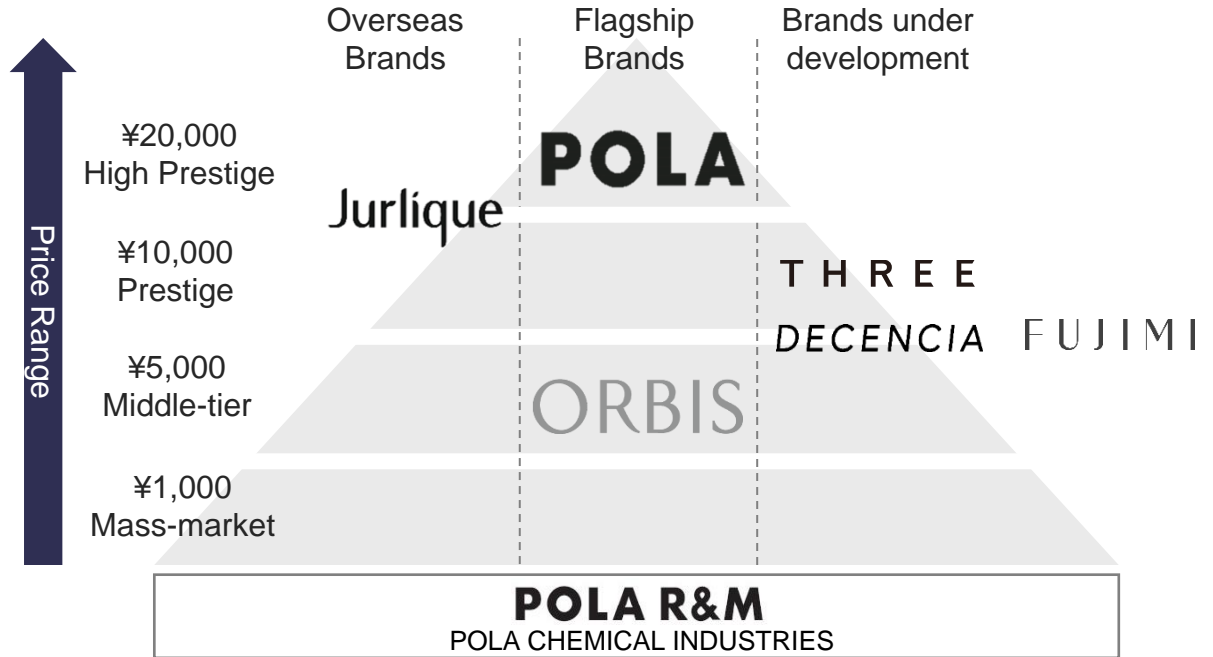 Overseas
Brands
Flagship
Brands
Brands under
development
Price Range
¥20,000
High Prestige
POLA
Jurlique
¥10,000
Prestige
THREE
DECENCIA
FUJIMI
¥5,000
Middle-tier
ORBIS
¥1,000
Mass-market
POLA R&M
POLA CHEMICAL INDUSTRIES